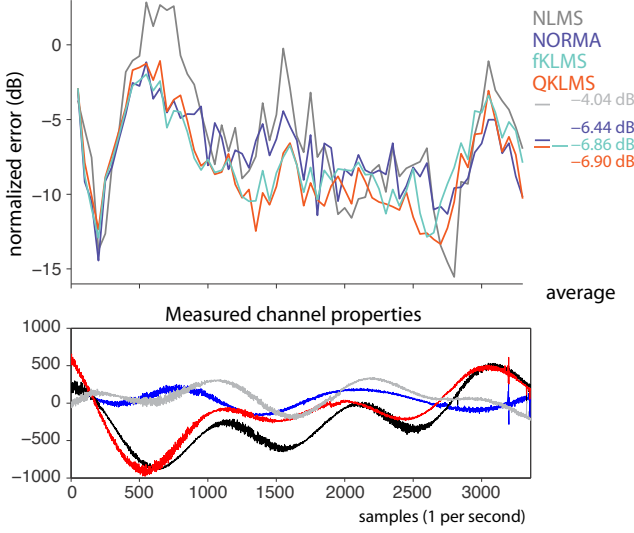 NLMS
NORMA
fKLMS
QKLMS
−4.04 dB
−6.44 dB
−6.86 dB
−6.90 dB
average
normalized error (dB)
0
−5
−10
−15
Measured channel properties
1000
500
0
−500
−1000
0 500 1000 1500 2000 2500 3000
samples (1 per second)